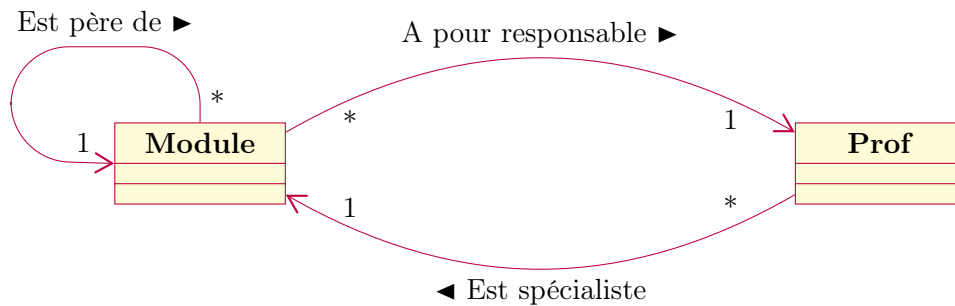 Est père de ►
A pour responsable ►
*
*
1
1
Module
Prof
1
*
◄ Est spécialiste